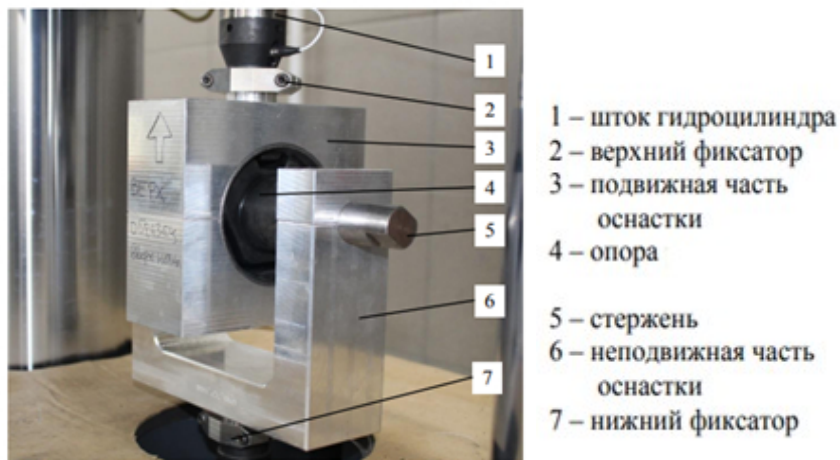 1
2
3
4
5
6
7
1 – шток гидроцилиндра
2 – верхний фиксатор
3 – подвижная часть
оснастки
4 – опора
5 – стержень
6 – неподвижная часть
оснастки
7 – нижний фиксатор
ВЕРХ